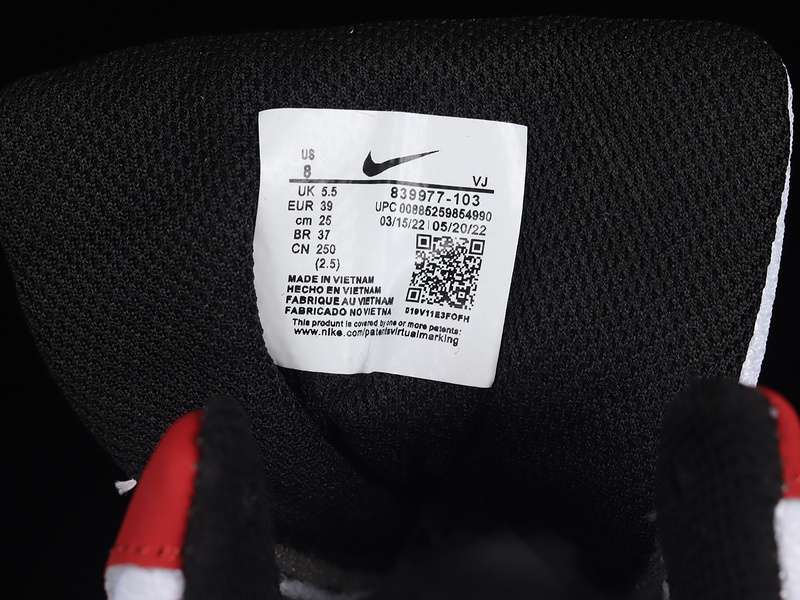 US
8
VJ
UK 5.5
839977-103
EUR 39
UPC 00885259854990
cm 25
03/15/22 05/20/22
BR 37
CN 250
(2.5)
MADE IN VIETNAM
HECHO EN VIETNAM
FABRIQUE AU VIETNAM
FABRICADO NO VIETNA
019V11E3FOFH
This product is covered by one or more patents:
www.nike.com/patentsvirtualmarking